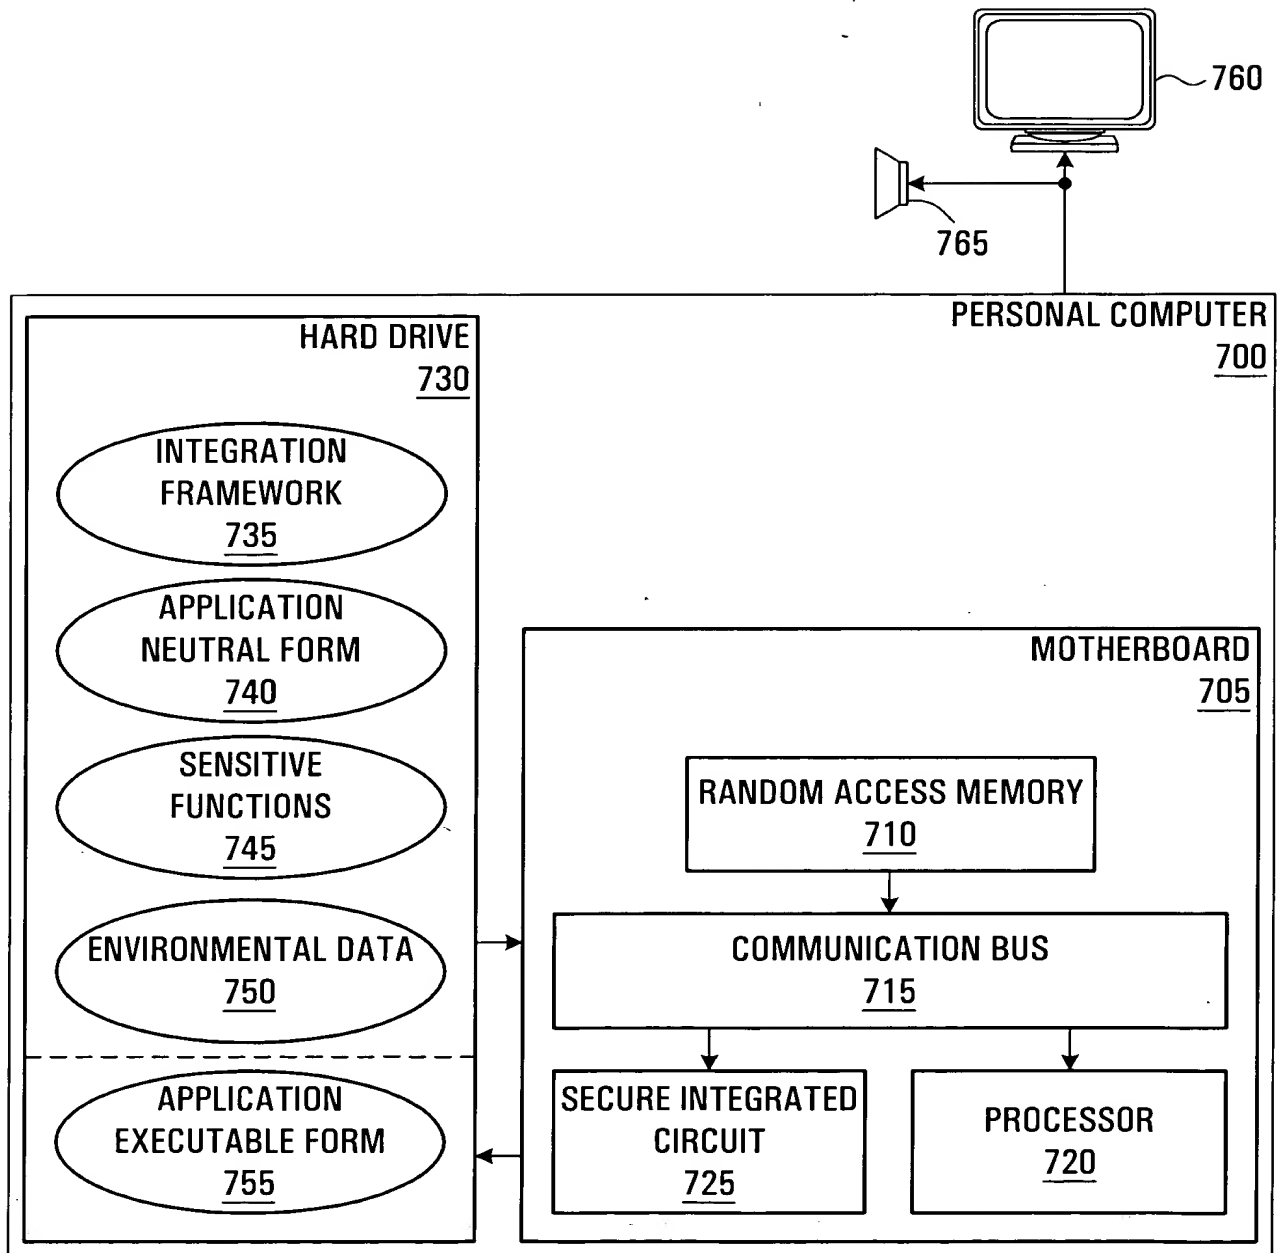 760
765
PERSONAL COMPUTER
700
HARD DRIVE
730
INTEGRATION
FRAMEWORK
735
APPLICATION
NEUTRAL FORM
740
SENSITIVE
FUNCTIONS
745
ENVIRONMENTAL DATA
750
APPLICATION
EXECUTABLE FORM
755
MOTHERBOARD
705
RANDOM ACCESS MEMORY
710
COMMUNICATION BUS
715
SECURE INTEGRATED
CIRCUIT
725
PROCESSOR
720